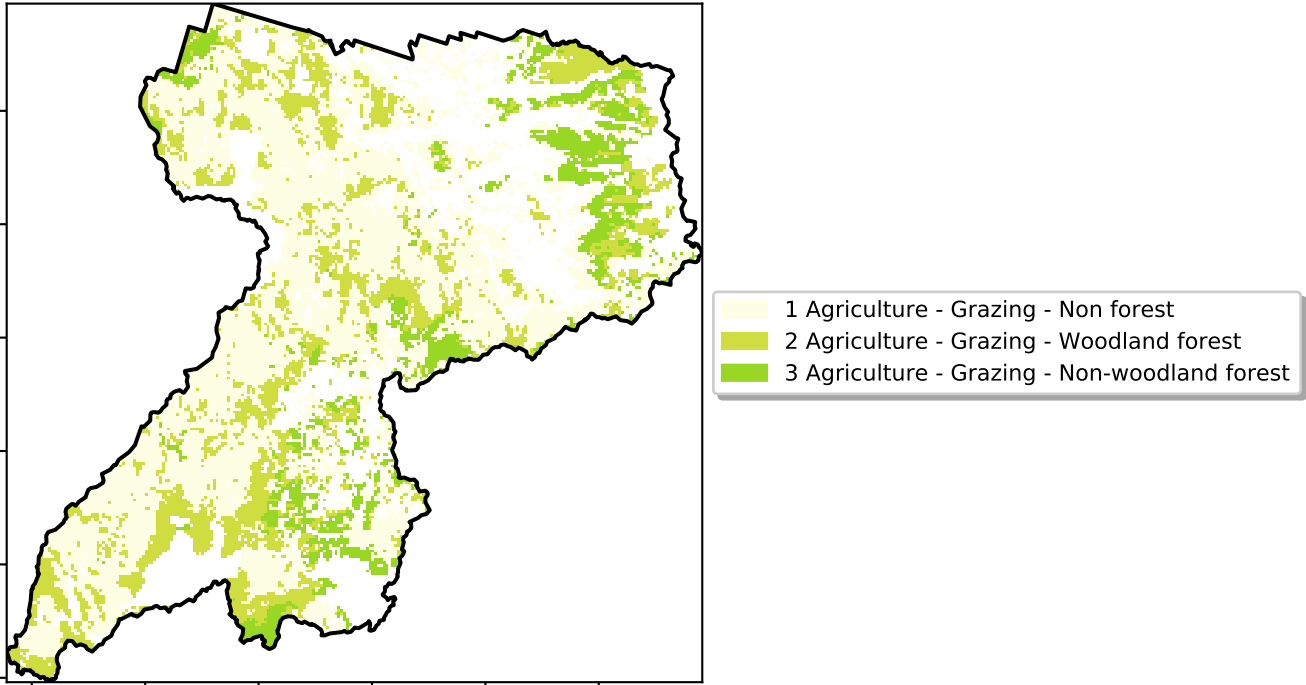 1 Agriculture - Grazing - Non forest
2 Agriculture - Grazing - Woodland forest
3 Agriculture - Grazing - Non-woodland forest